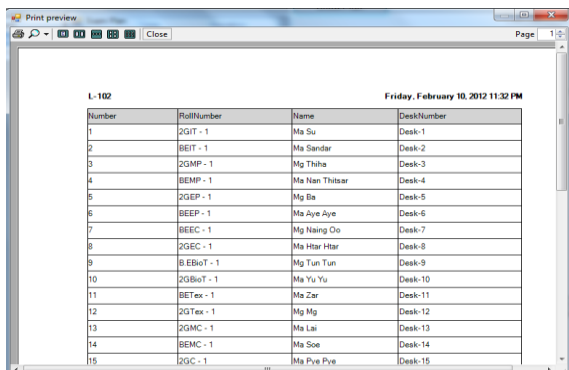 Print preview
Close Page 1
L-102 Friday, February 10, 2012 11:32 PM
Number RollNumber Name DeskNumber
1 2GIT - 1 Ma Su Desk-1
2 BEIT - 1 Ma Sandar Desk-2
3 2GMP - 1 Mg Thiha Desk-3
4 BEMP - 1 Ma Nan Thitsar Desk-4
5 2GEP - 1 Mg Ba Desk-5
6 BEEP - 1 Ma Aye Aye Desk-6
7 BEEC - 1 Mg Naing Oo Desk-7
8 2GEC - 1 Ma Htar Htar Desk-8
9 B.EBioT - 1 Mg Tun Tun Desk-9
10 2GBioT - 1 Ma Yu Yu Desk-10
11 BETex - 1 Ma Zar Desk-11
12 2GTex - 1 Mg Mg Desk-12
13 2GMC - 1 Ma Lai Desk-13
14 BEMC - 1 Ma Soe Desk-14
15 2GC - 1 Ma Pye Pye Desk-15